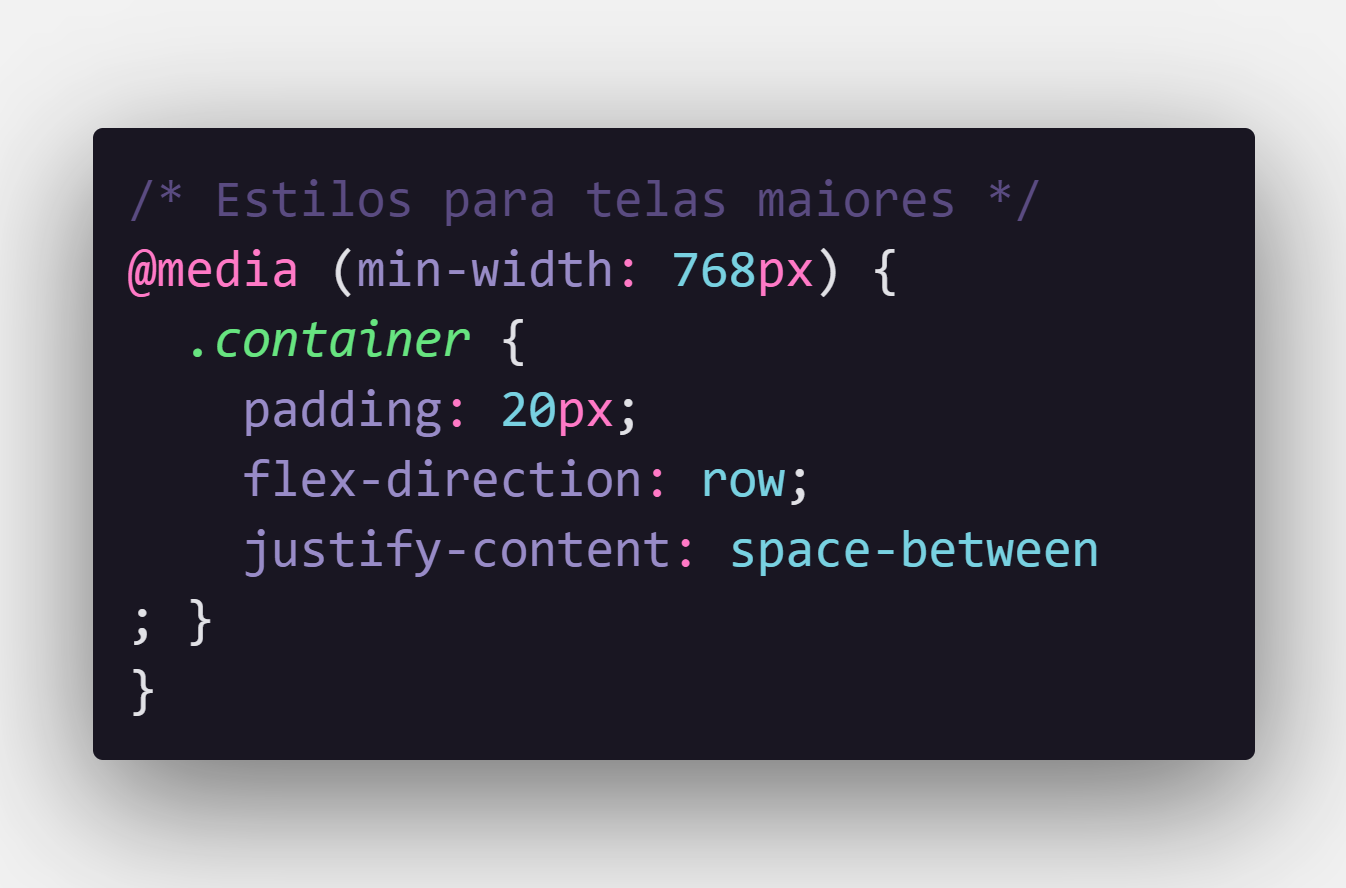 /* Estilos para telas maiores */
@media (min-width: 768px) {
  .container {
    padding: 20px;
    flex-direction: row;
    justify-content: space-between
; }
}